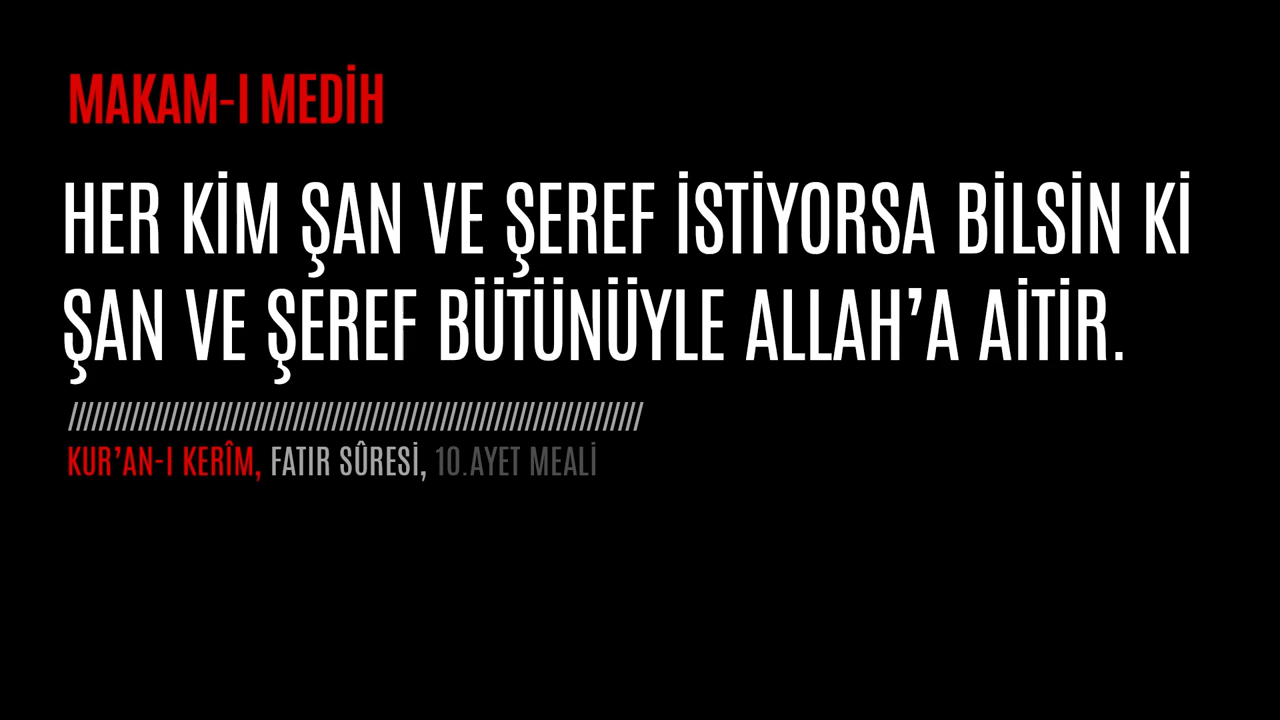 MAKAM-I MEDİH
HER KİM ŞAN VE ŞEREF İSTİYORSA BİLSİN Kİ
ŞAN VE ŞEREF BÜTÜNÜYLE ALLAH’A AİTİR.
////////////////////////////////////////////////////////////////////////
KUR’AN-I KERÎM, FATIR SÛRESİ, 10.AYET MEALİ